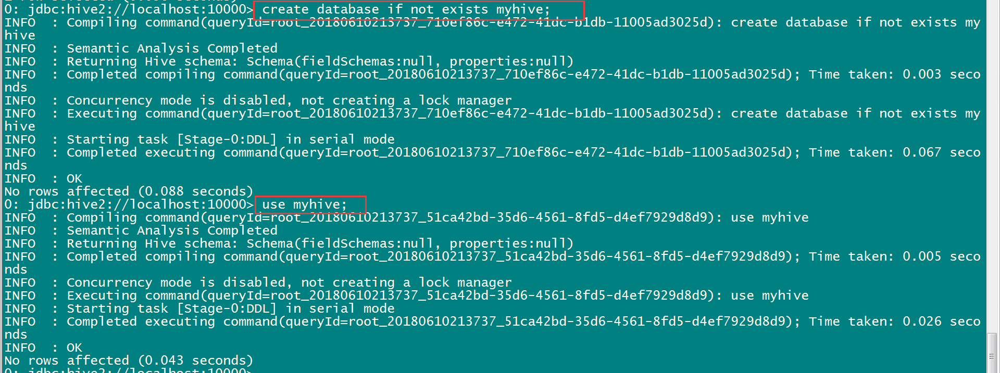 0: jdbc:hive2://localhost:10000> create database if not exists myhive;
INFO  : Compiling command(queryId=root_20180610213737_710ef86c-e472-41dc-b1db-11005ad3025d): create database if not exists my
hive
INFO  : Semantic Analysis Completed
INFO  : Returning Hive schema: Schema(fieldSchemas:null, properties:null)
INFO  : Completed compiling command(queryId=root_20180610213737_710ef86c-e472-41dc-b1db-11005ad3025d); Time taken: 0.003 seco
nds
INFO  : Concurrency mode is disabled, not creating a lock manager
INFO  : Executing command(queryId=root_20180610213737_710ef86c-e472-41dc-b1db-11005ad3025d): create database if not exists my
hive
INFO  : Starting task [Stage-0:DDL] in serial mode
INFO  : Completed executing command(queryId=root_20180610213737_710ef86c-e472-41dc-b1db-11005ad3025d); Time taken: 0.067 seco
nds
INFO  : OK
No rows affected (0.088 seconds)
0: jdbc:hive2://localhost:10000> use myhive;
INFO  : Compiling command(queryId=root_20180610213737_51ca42bd-35d6-4561-8fd5-d4ef7929d8d9): use myhive
INFO  : Semantic Analysis Completed
INFO  : Returning Hive schema: Schema(fieldSchemas:null, properties:null)
INFO  : Completed compiling command(queryId=root_20180610213737_51ca42bd-35d6-4561-8fd5-d4ef7929d8d9); Time taken: 0.005 seco
nds
INFO  : Concurrency mode is disabled, not creating a lock manager
INFO  : Executing command(queryId=root_20180610213737_51ca42bd-35d6-4561-8fd5-d4ef7929d8d9): use myhive
INFO  : Starting task [Stage-0:DDL] in serial mode
INFO  : Completed executing command(queryId=root_20180610213737_51ca42bd-35d6-4561-8fd5-d4ef7929d8d9); Time taken: 0.026 seco
nds
INFO  : OK
No rows affected (0.043 seconds)
0: jdbc:hive2://localhost:10000>